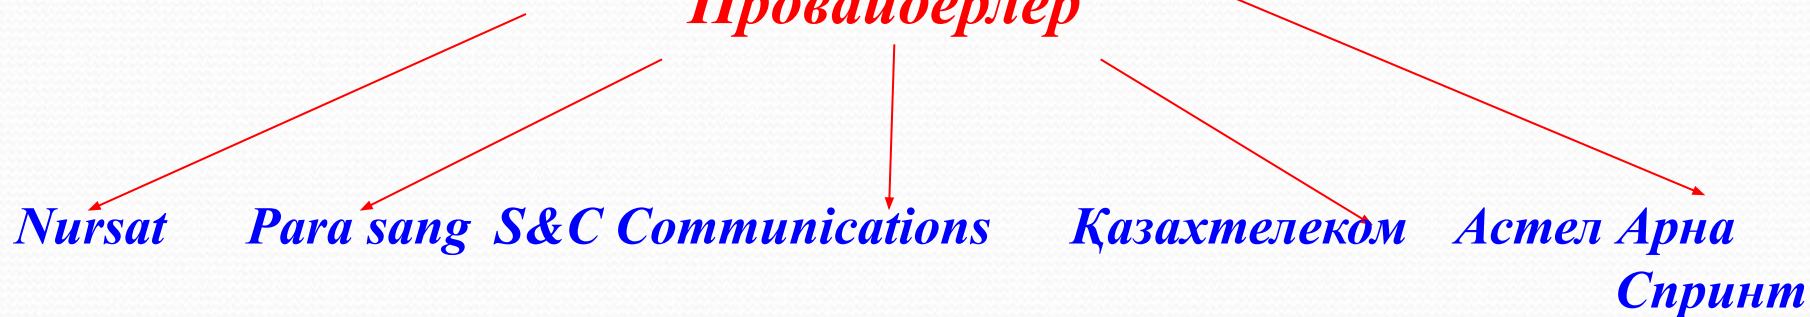 Провайдерлер
Nursat Para sang S&C Communications Қазахтелеком Астел Арна
Спринт